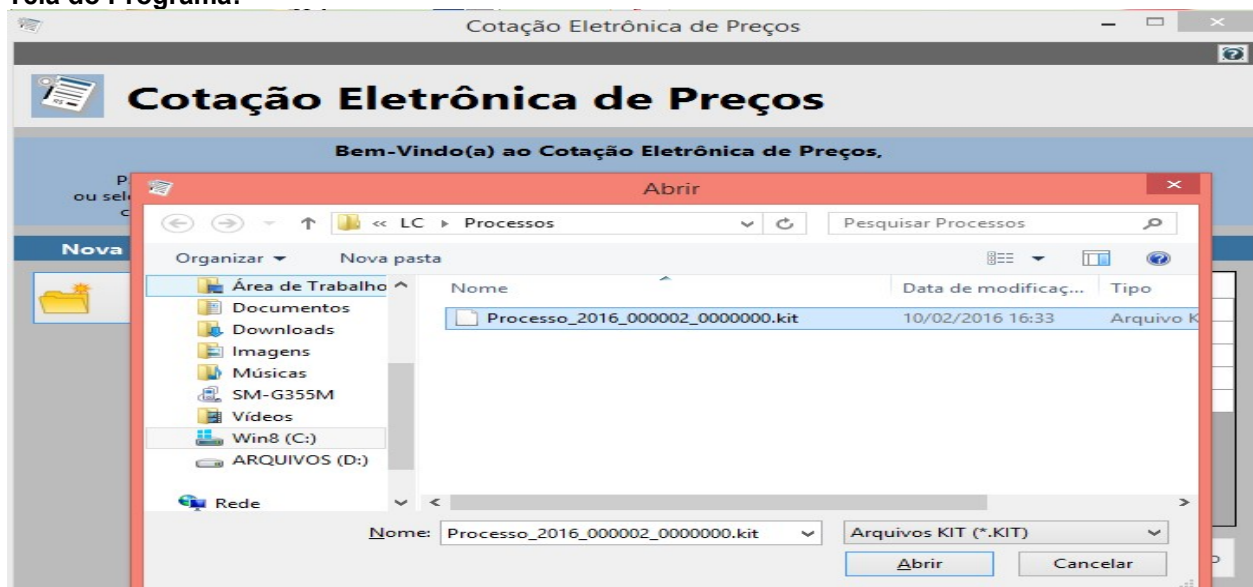 Tela do Programa:
Cotação Eletrônica de Preços
Cotação Eletrônica de Preços
Bem-Vindo(a) ao Cotação Eletrônica de Preços,
P
ou sel
c
Abrir
« LC Processos
Pesquisar Processos
Nova
Organizar
Nova pasta
Área de Trabalho
Nome
Data de modificaç...
Tipo
Documentos
Processo_2016_000002_0000000.kit
10/02/2016 16:33
Arquivo K
Downloads
Imagens
Músicas
SM-G355M
Vídeos
Win8 (C:)
ARQUIVOS (D:)
Rede
Nome: Processo_2016_000002_0000000.kit
Arquivos KIT (*.KIT)
Abrir
Cancelar